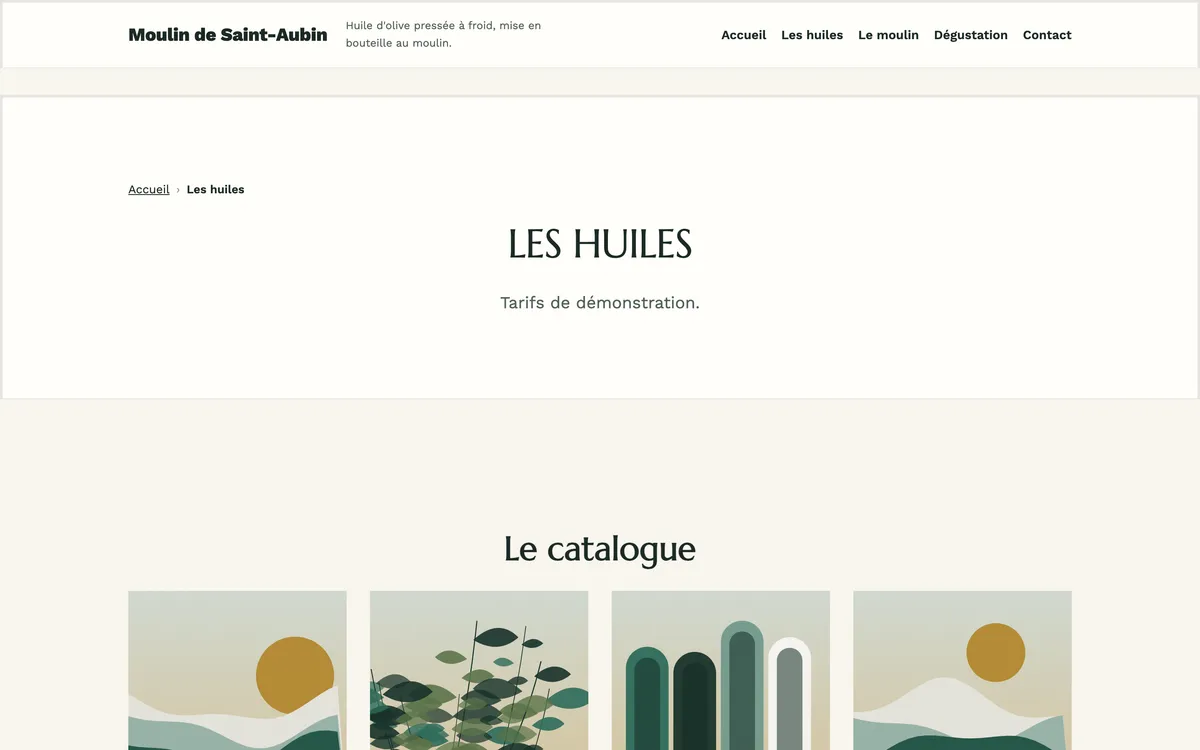 Moulin de Saint-Aubin
Huile d'olive pressée à froid, mise en
bouteille au moulin.
Accueil Les huiles Le moulin Dégustation Contact
Accueil › Les huiles
LES HUILES
Tarifs de démonstration.
Le catalogue